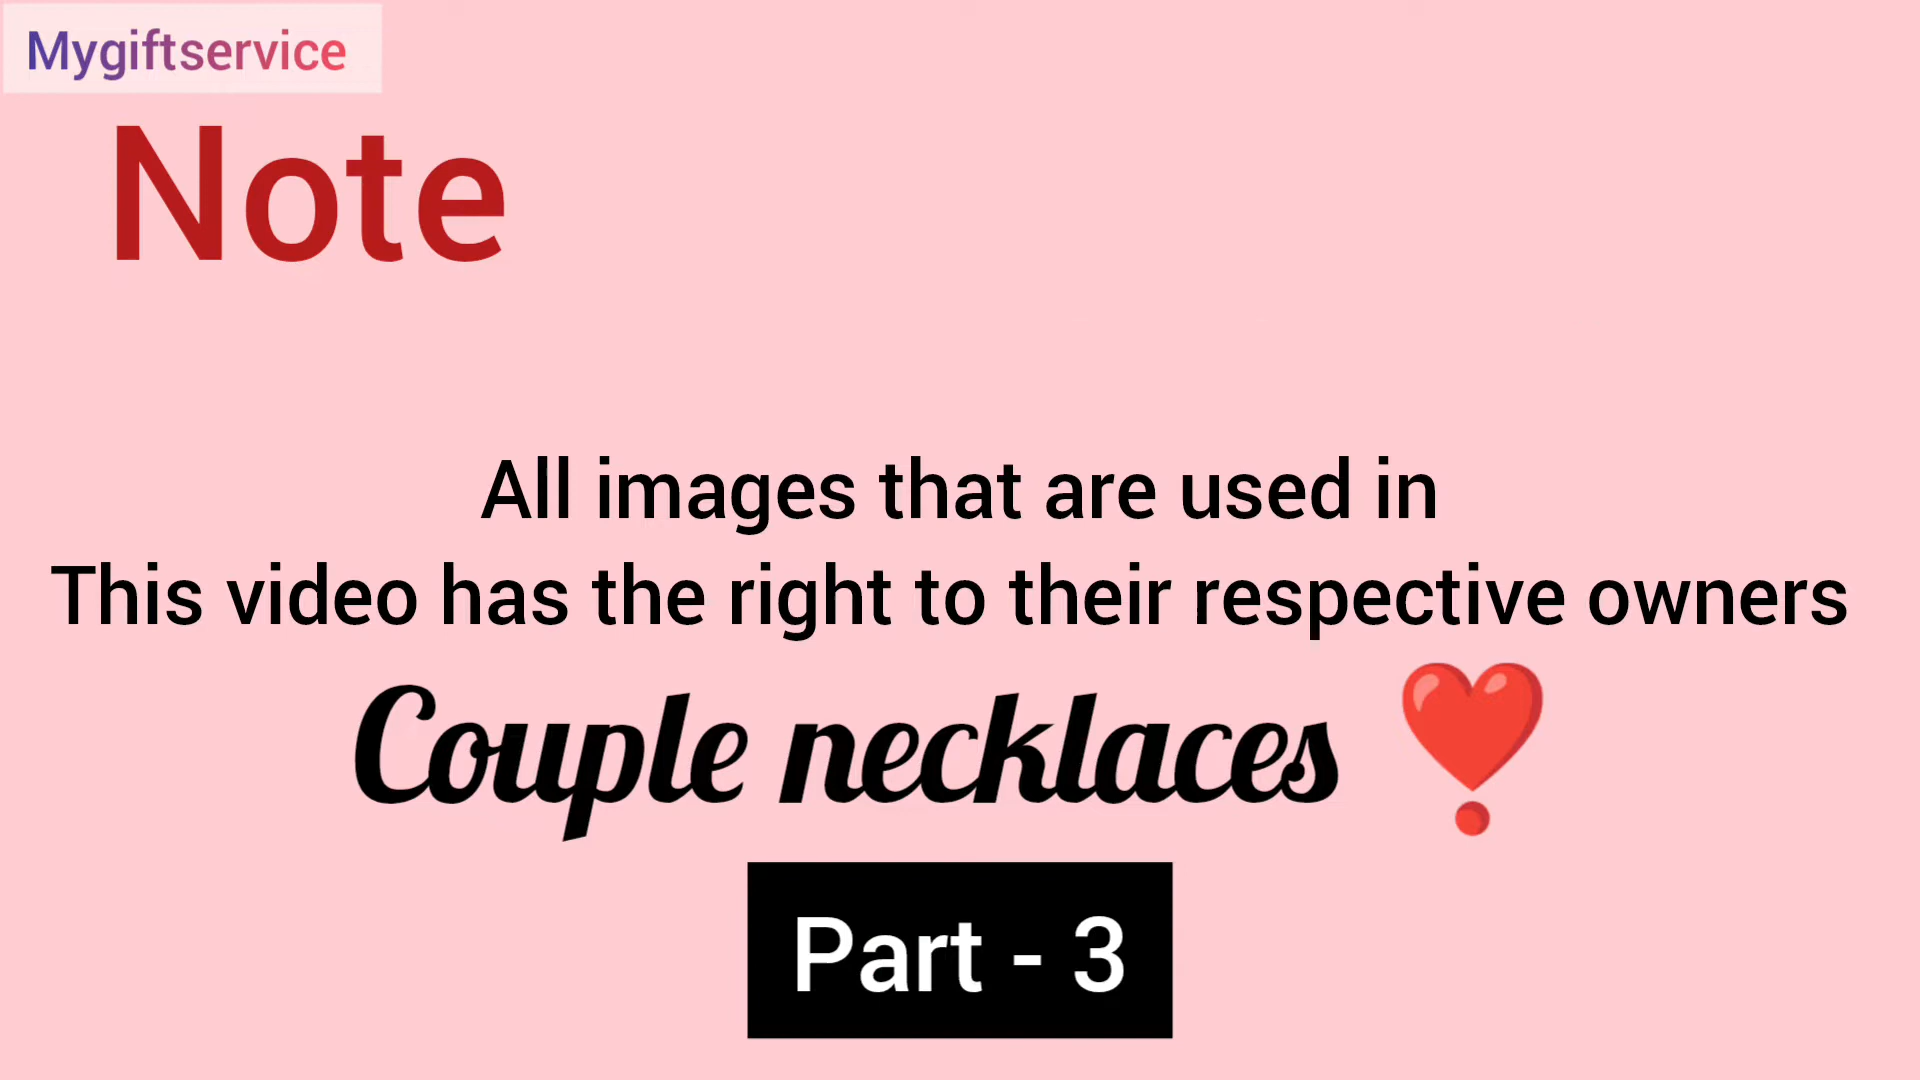 Mygiftservice
Note
All images that are used in
This video has the right to their respective owners
Couple necklaces ❣️
Part - 3